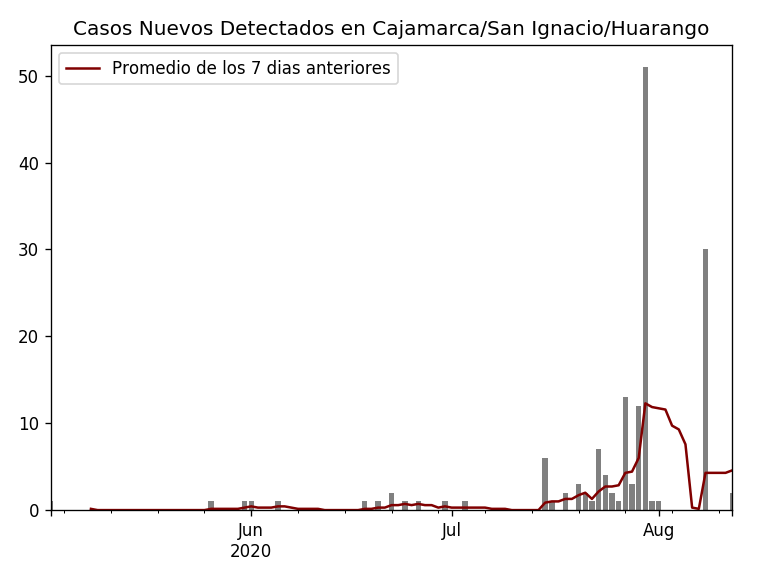 Casos Nuevos Detectados en Cajamarca/San Ignacio/Huarango
Promedio de los 7 dias anteriores
50
40
30
20
10
0
Jun
2020
Jul
Aug